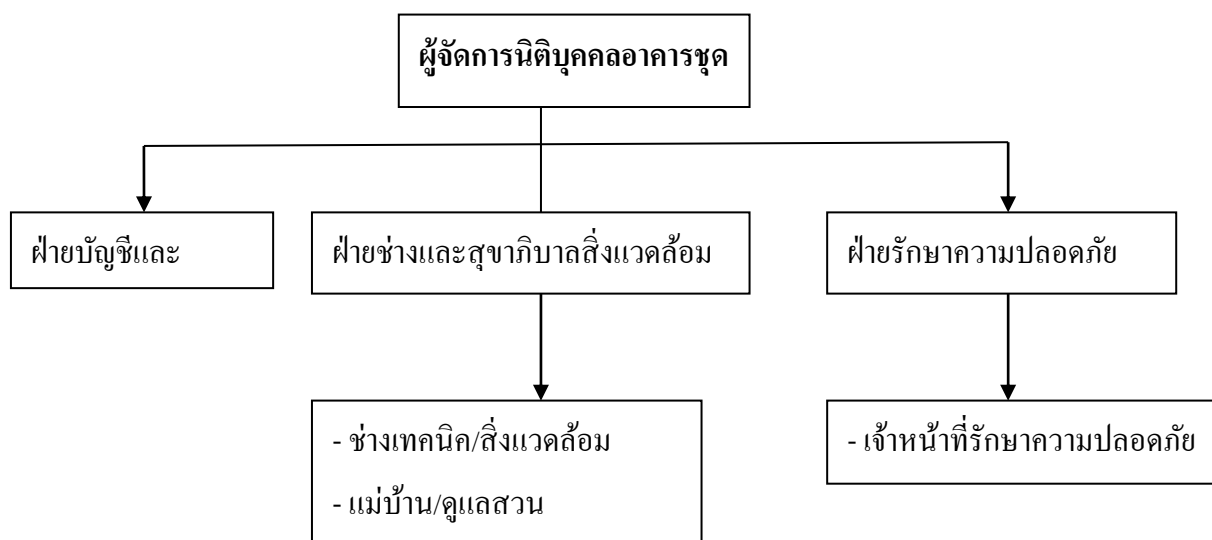 ผู้จัดการนิติบุคคลอาคารชุด
ฝ่ายบัญชีและ
ฝ่ายช่างและสุขาภิบาลสิ่งแวดล้อม
ฝ่ายรักษาความปลอดภัย
- ช่างเทคนิค/สิ่งแวดล้อม
- แม่บ้าน/ดูแลสวน
- เจ้าหน้าที่รักษาความปลอดภัย